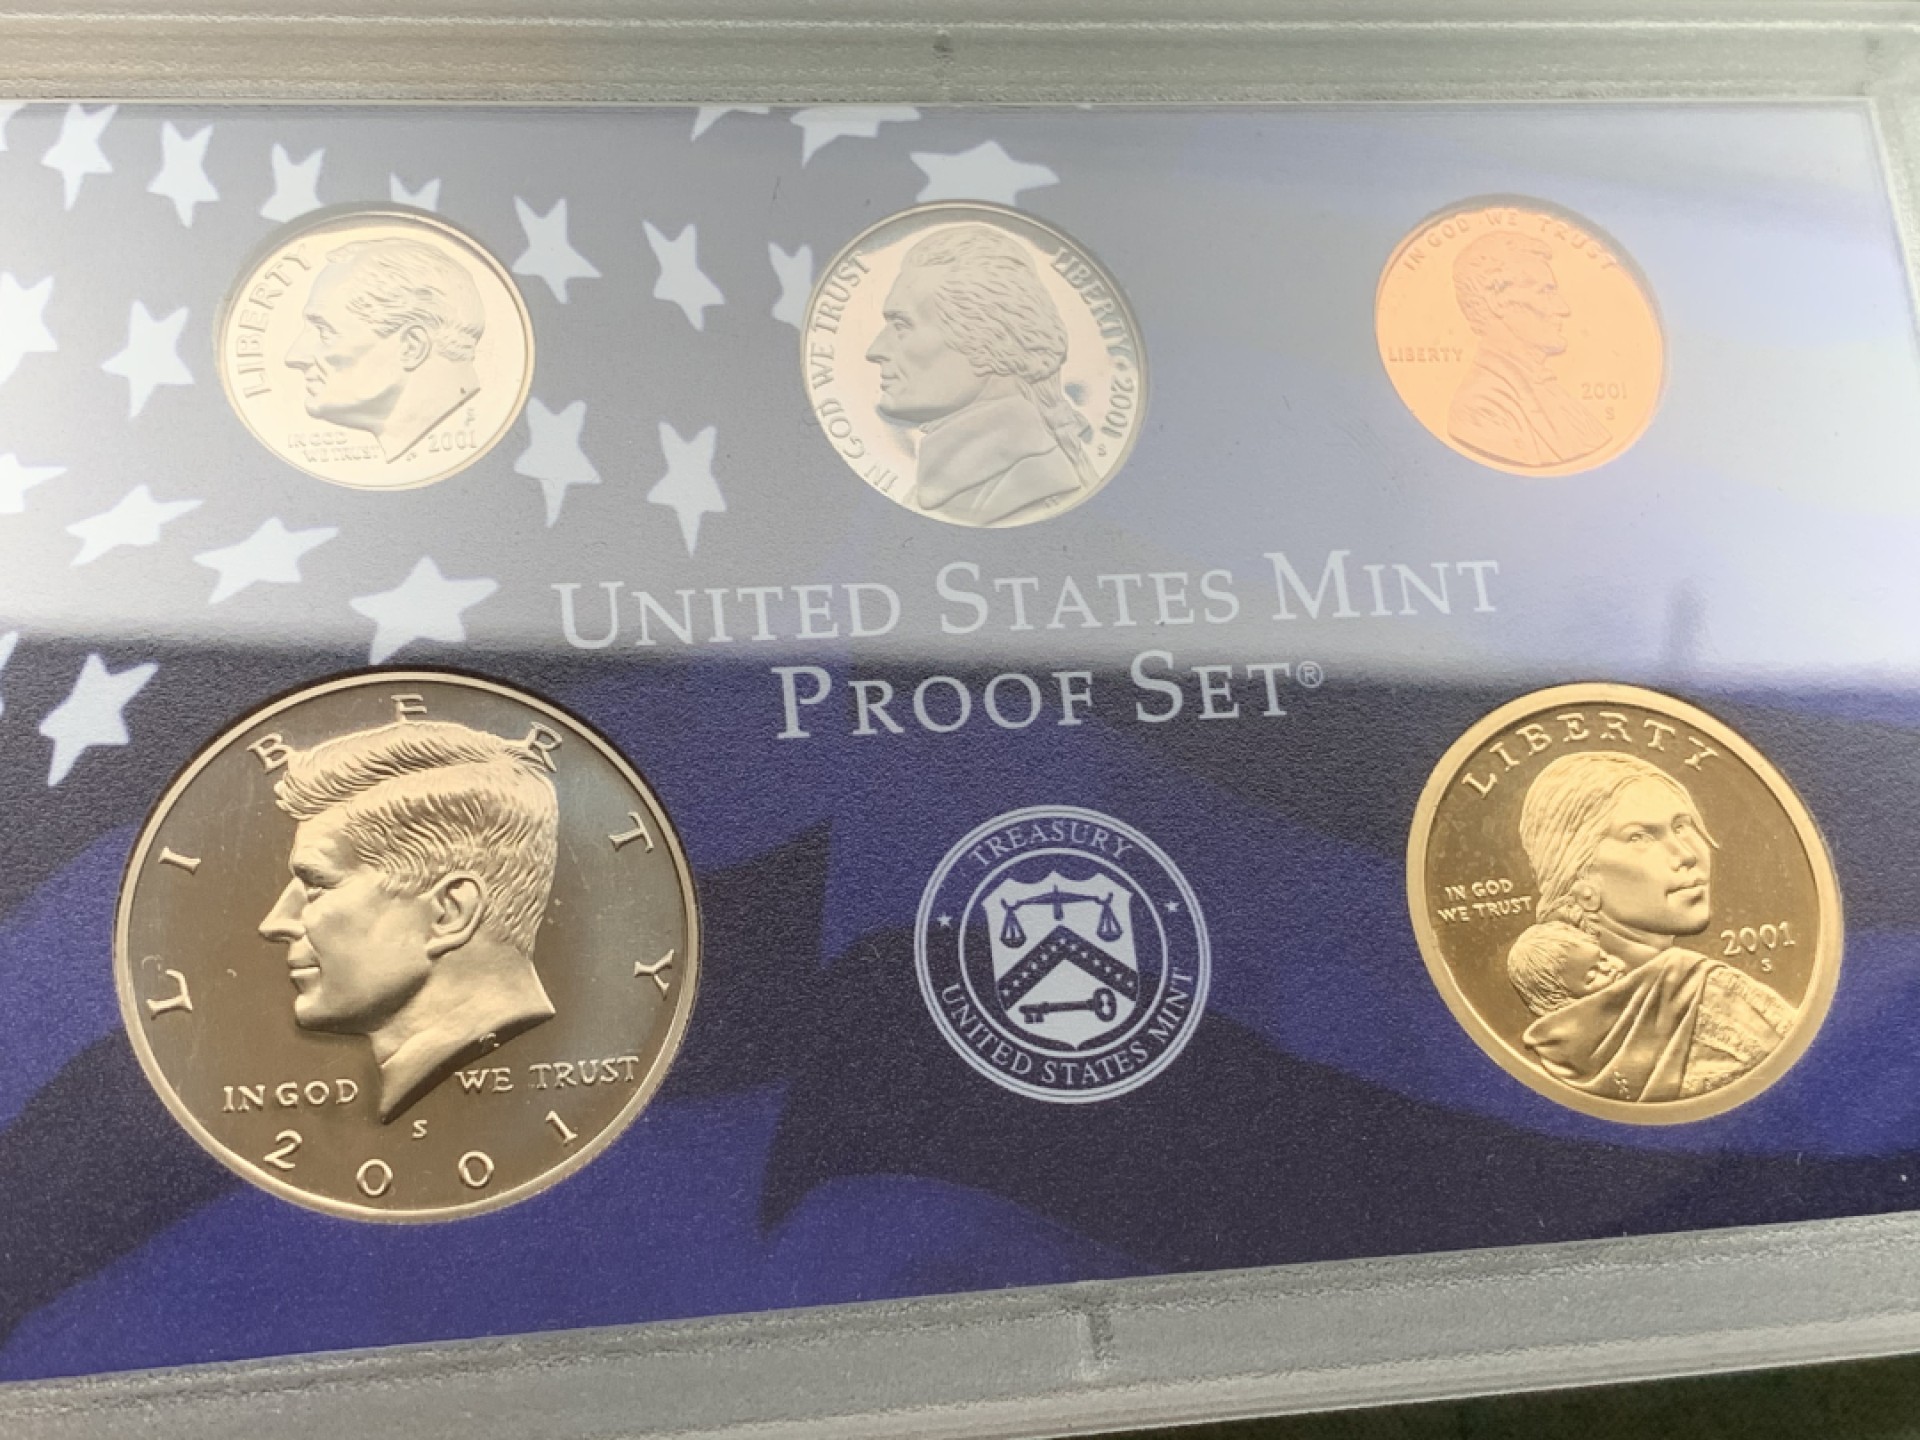 LIBERTY
IN GOD
WE TRUST
S
2001
IN GOD WE TRUST
LIBERTY
2001
S
IN GOD WE TRUST
LIBERTY
2001
S
UNITED STATES MINT
PROOF SET®
LIBERTY
IN GOD WE TRUST
S
2001
TREASURY
UNITED STATES MINT
LIBERTY
IN GOD
WE TRUST
2001
S